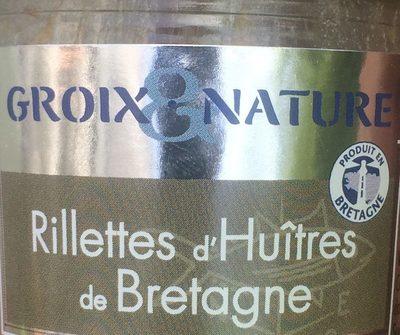 GROIX & NATURE
PRODUIT EN
BRETAGNE
Rillettes d'Huîtres
de Bretagne